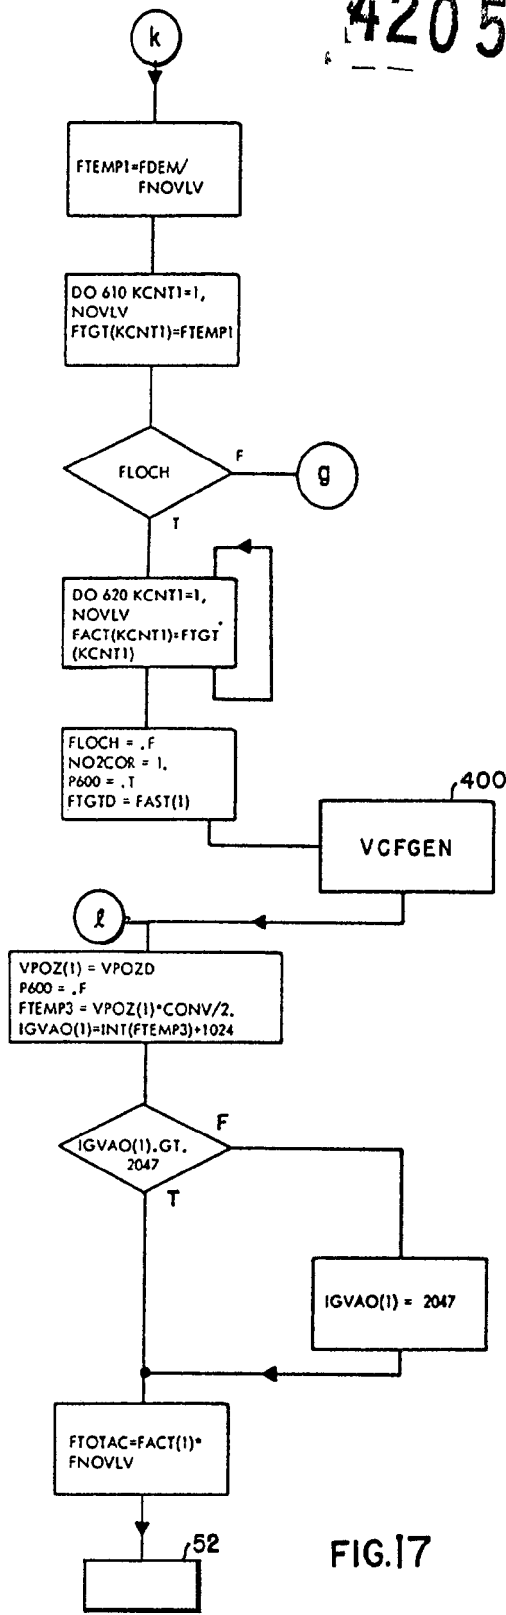 k
4205
FTEMP1=FDEM/
FNOVLV
DO 610 KCNT1=1,
NOVLV
FTGT(KCNT1)=FTEMP1
FLOCH
F
g
T
DO 620 KCNT1=1,
NOVLV
FACT(KCNT1)=FTGT
(KCNT1)
FLOCH = .F
NO2COR = 1.
P600 = .T
FTGTD = FAST(1)
400
VCFGEN
ℓ
VPOZ(1) = VPOZD
P600 = .F
FTEMP3 = VPOZ(1)*CONV/2.
IGVAO(1)=INT(FTEMP3)+1024
IGVAO(1).GT.
2047
F
T
IGVAO(1) = 2047
FTOTAC=FACT(1)*
FNOVLV
52
FIG.17